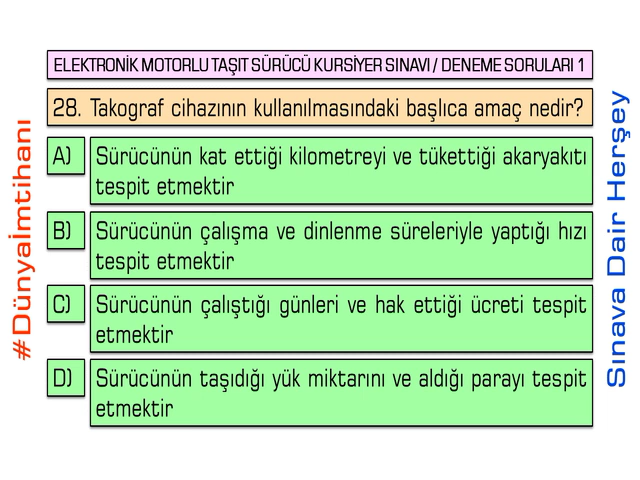 ELEKTRONİK MOTORLU TAŞIT SÜRÜCÜ KURSİYER SINAVI / DENEME SORULARI 1
28. Takograf cihazının kullanılmasındaki başlıca amaç nedir?
A) Sürücünün kat ettiği kilometreyi ve tükettiği akaryakıtı
tespit etmektir
B) Sürücünün çalışma ve dinlenme süreleriyle yaptığı hızı
tespit etmektir
C) Sürücünün çalıştığı günleri ve hak ettiği ücreti tespit
etmektir
D) Sürücünün taşıdığı yük miktarını ve aldığı parayı tespit
etmektir
#Dünyaİmtihanı
Sınava Dair Herşey